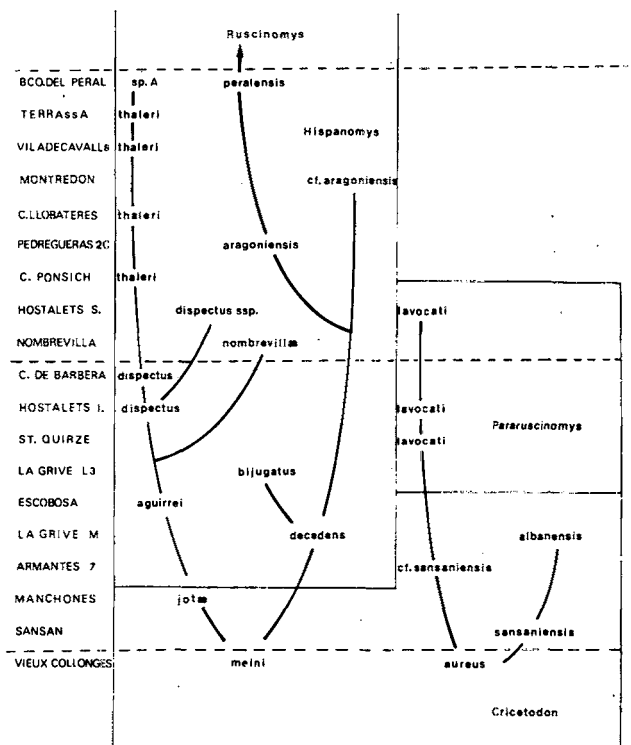 Ruscinomys
BCO.DEL PERAL sp. A peralensis
TERRASSA thaleri
Hispanomys
VILADECAVALLS thaleri
MONTREDON cf. aragoniensis
C.LLOBATERES thaleri
PEDREGUERAS 2C aragoniensis
C. PONSICH thaleri
HOSTALETS S. dispectus ssp. lavocati
NOMBREVILLA nombrevillæ
C. DE BARBERA dispectus
HOSTALETS I. dispectus lavocati
Pararuscinomys
ST. QUIRZE lavocati
LA GRIVE L3 bijugatus
ESCOBOSA aguirrei
LA GRIVE M decedens albanensis
ARMANTES 7 cf. sansaniensis
MANCHONES jotæ
SANSAN sansaniensis
VIEUX COLLONGES meini aureus
Cricetodon